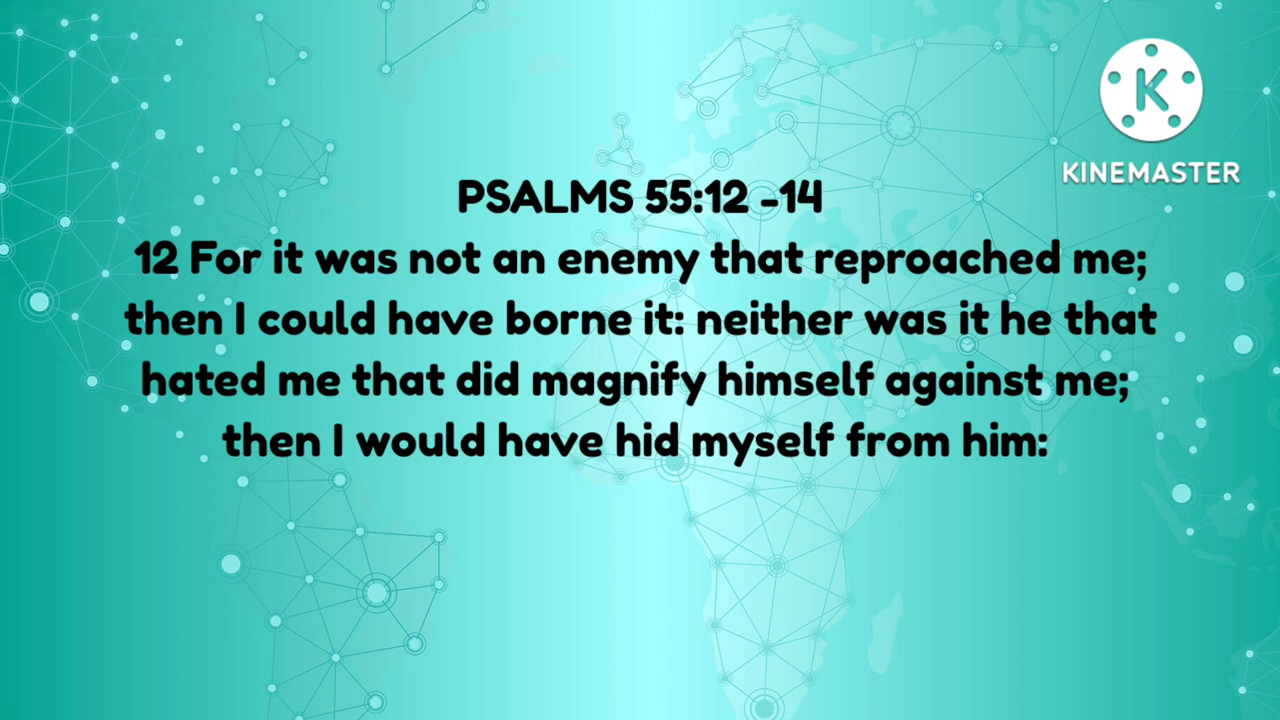 KINEMASTER
PSALMS 55:12 -14
12 For it was not an enemy that reproached me;
then I could have borne it: neither was it he that
hated me that did magnify himself against me;
then I would have hid myself from him: